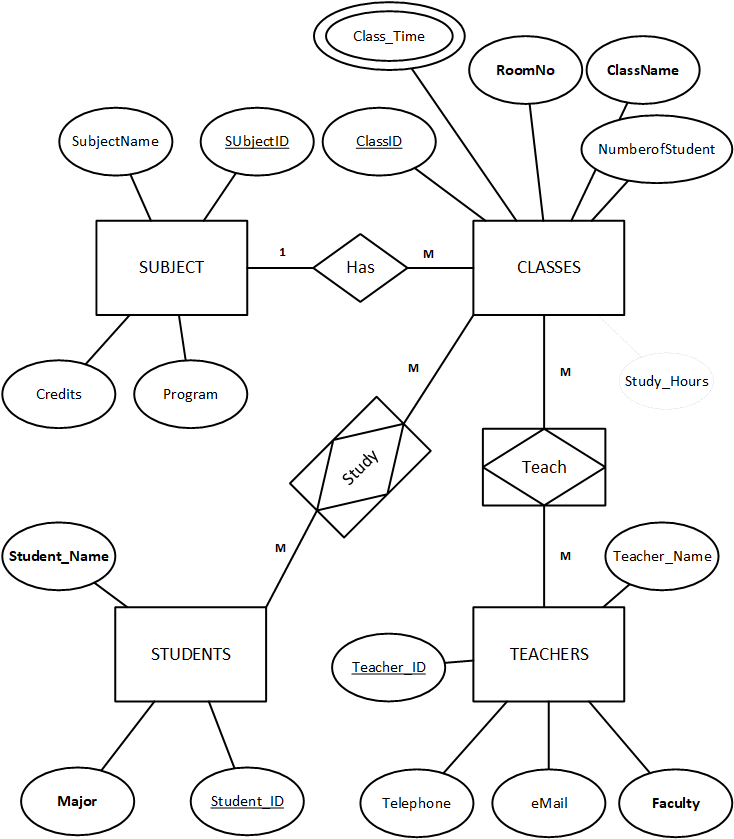 Class_Time
RoomNo
ClassName
SubjectName
SUbjectID
ClassID
NumberofStudent
SUBJECT
1
Has
M
CLASSES
Credits
Program
M
M
Study_Hours
Study
Teach
M
M
Student_Name
Teacher_Name
STUDENTS
Teacher_ID
TEACHERS
Major
Student_ID
Telephone
eMail
Faculty